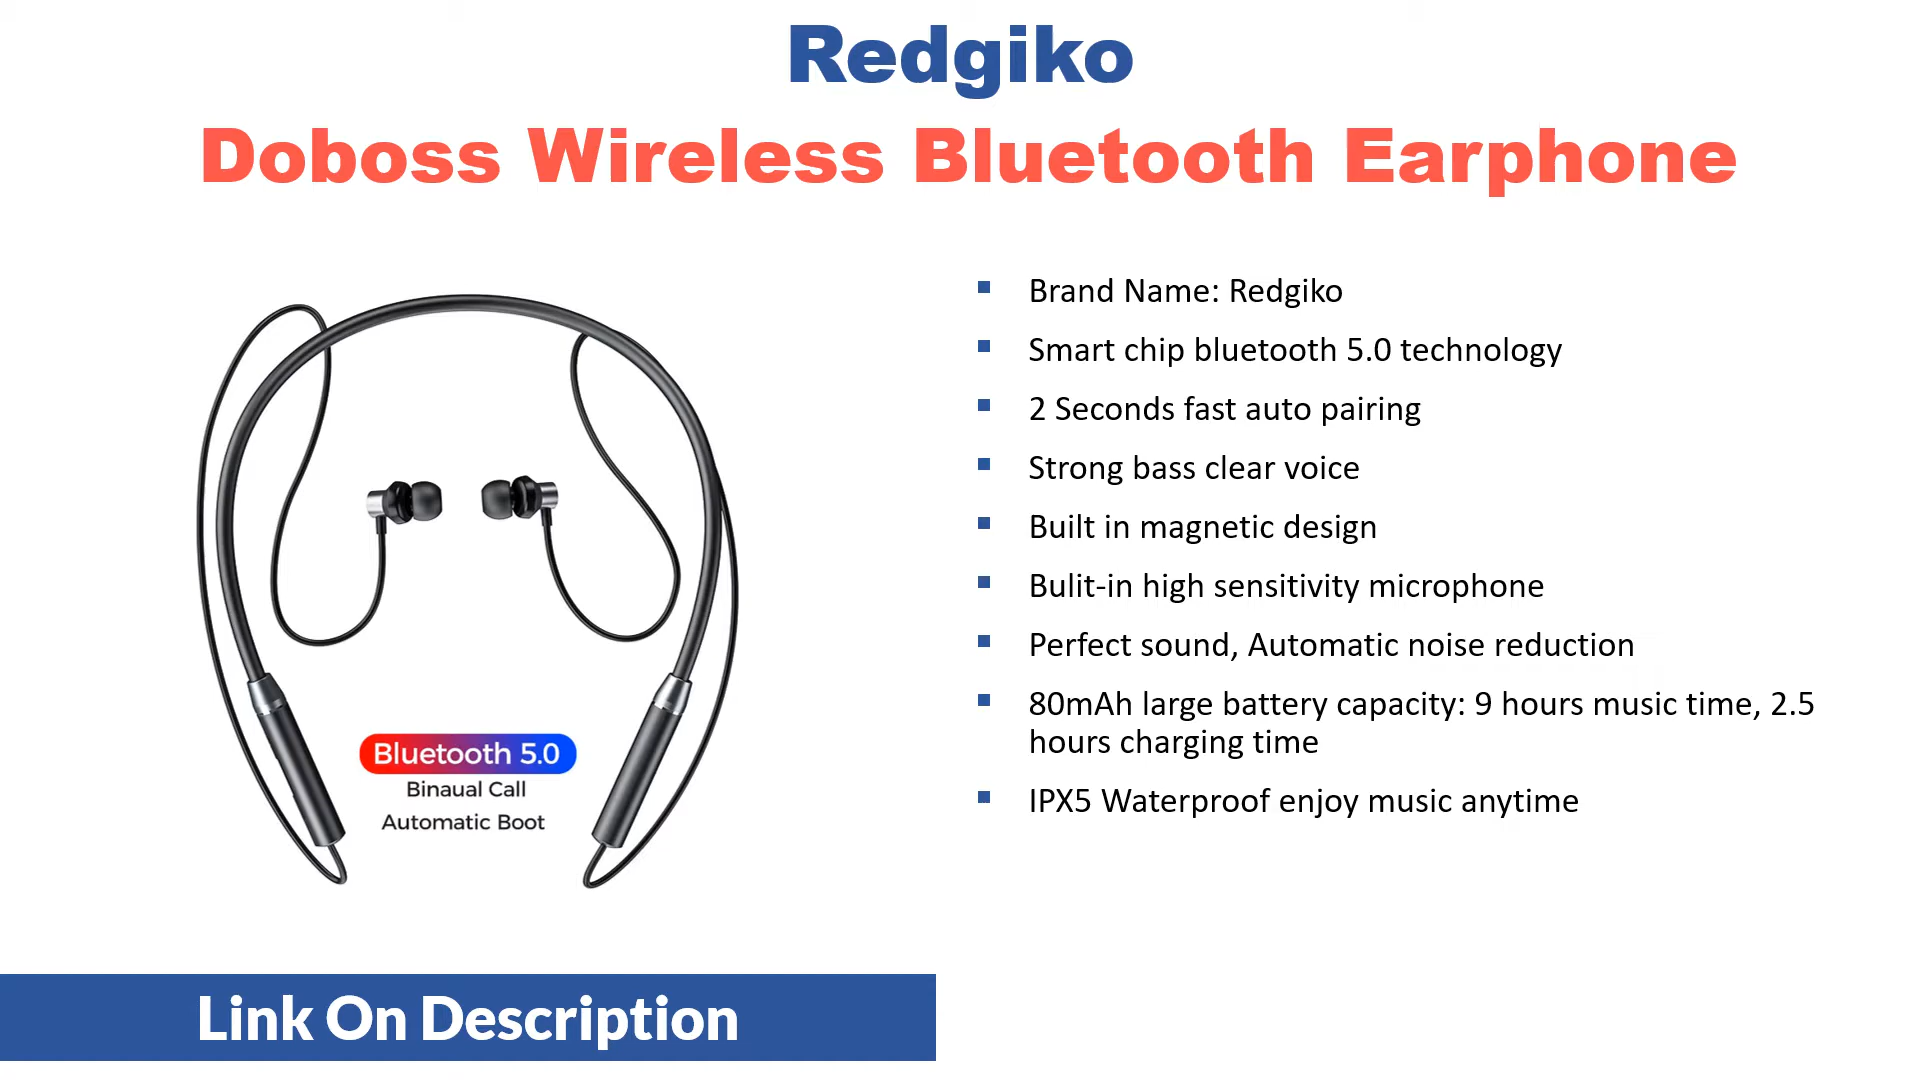 Redgiko
Doboss Wireless Bluetooth Earphone
Brand Name: Redgiko
Smart chip bluetooth 5.0 technology
2 Seconds fast auto pairing
Strong bass clear voice
Built in magnetic design
Bulit-in high sensitivity microphone
Perfect sound, Automatic noise reduction
80mAh large battery capacity: 9 hours music time, 2.5
hours charging time
IPX5 Waterproof enjoy music anytime
Bluetooth 5.0
Binaual Call
Automatic Boot
Link On Description